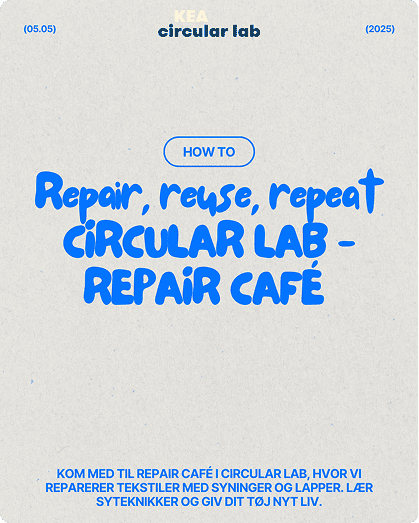 KEA
(05.05)
circular lab
(2025)
HOW TO
Repair, reuse, repeat
CiRCULAR LAB -
REPAiR CAFÉ
KOM MED TIL REPAIR CAFÉ I CIRCULAR LAB, HVOR VI
REPARERER TEKSTILER MED SYNINGER OG LAPPER. LÆR
SYTEKNIKKER OG GIV DIT TØJ NYT LIV.